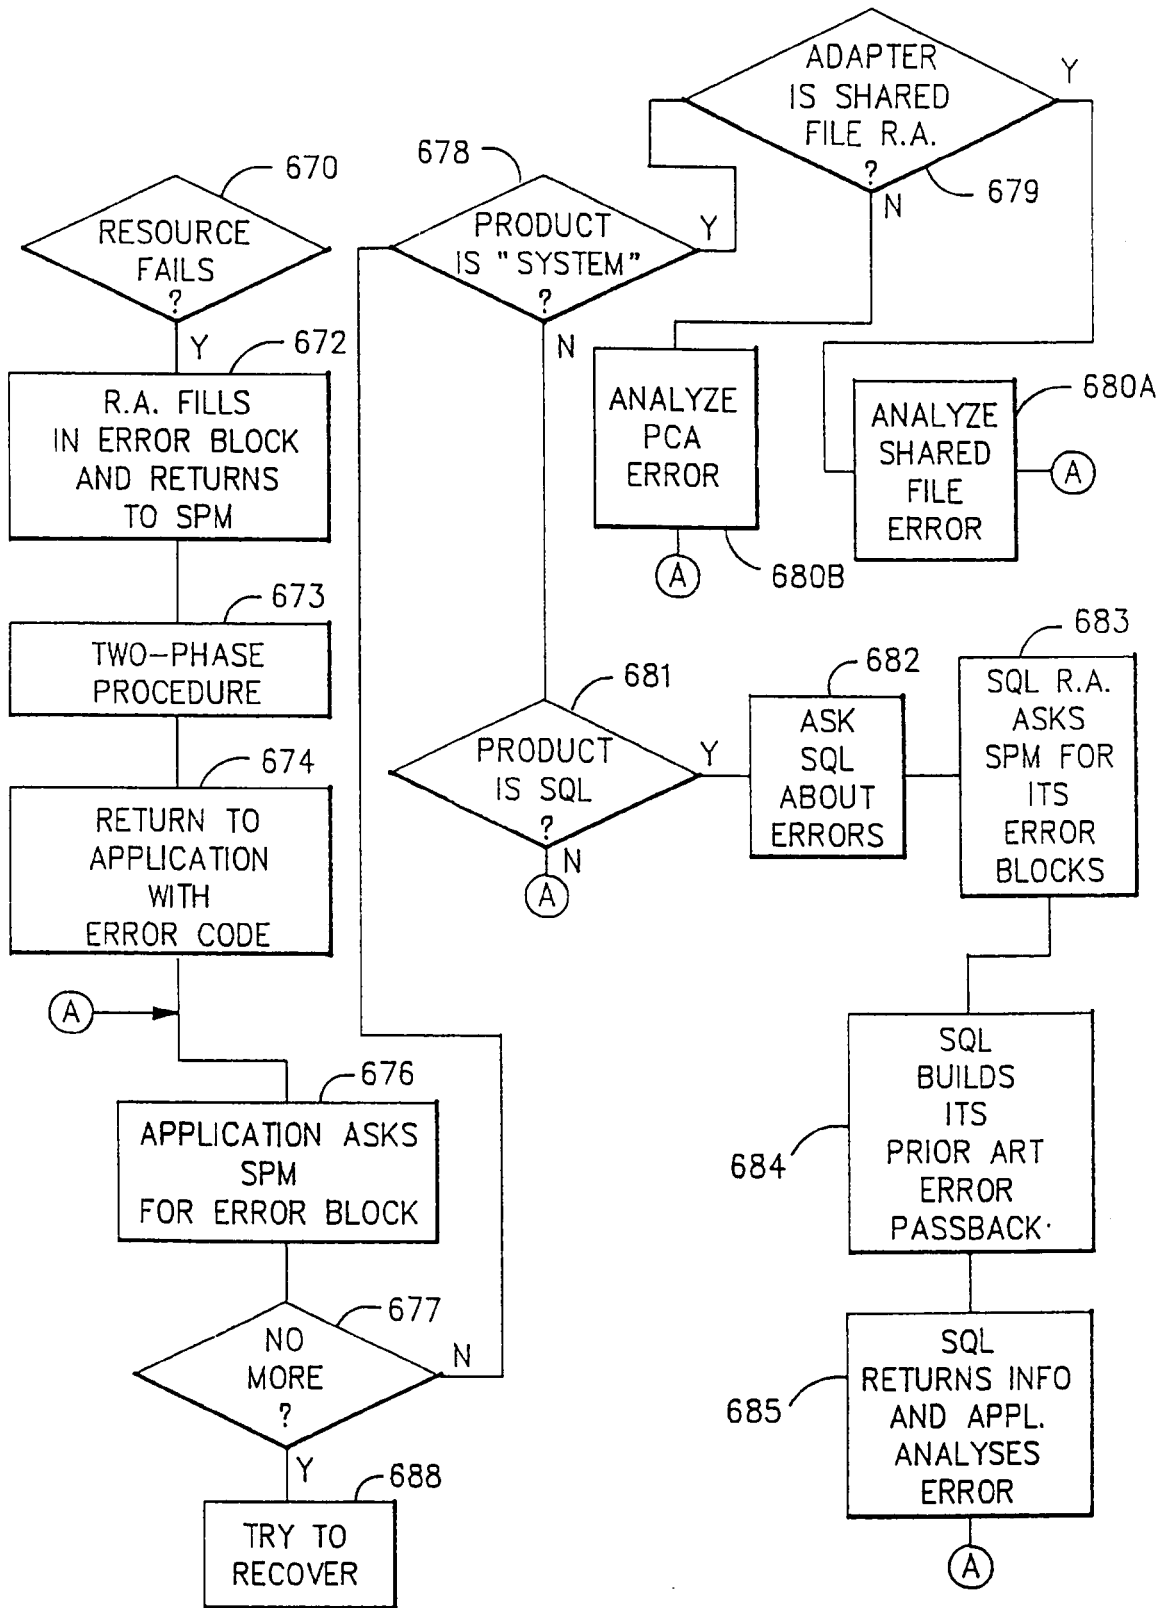 670
RESOURCE
FAILS
?
Y
672
R.A. FILLS
IN ERROR BLOCK
AND RETURNS
TO SPM
673
TWO-PHASE
PROCEDURE
674
RETURN TO
APPLICATION
WITH
ERROR CODE
A
676
APPLICATION ASKS
SPM
FOR ERROR BLOCK
677
NO
MORE
?
N
Y
688
TRY TO
RECOVER
678
PRODUCT
IS "SYSTEM"
?
Y
N
ADAPTER
IS SHARED
FILE R.A.
?
Y
N
679
ANALYZE
PCA
ERROR
680B
A
680A
ANALYZE
SHARED
FILE
ERROR
A
681
PRODUCT
IS SQL
?
Y
N
A
682
ASK
SQL
ABOUT
ERRORS
683
SQL R.A.
ASKS
SPM FOR
ITS
ERROR
BLOCKS
684
SQL
BUILDS
ITS
PRIOR ART
ERROR
PASSBACK
685
SQL
RETURNS INFO
AND APPL.
ANALYSES
ERROR
A